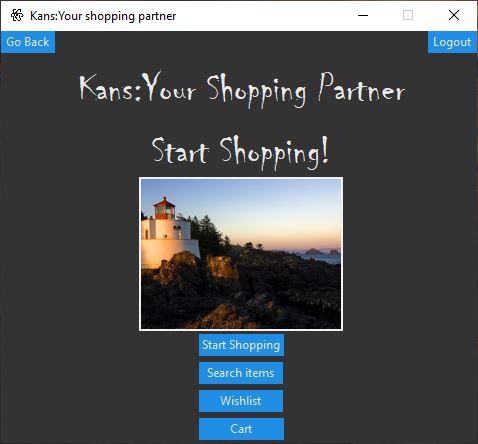 Kans:Your shopping partner
Go Back
Logout
Kans:Your Shopping Partner
Start Shopping!
Start Shopping
Search items
Wishlist
Cart